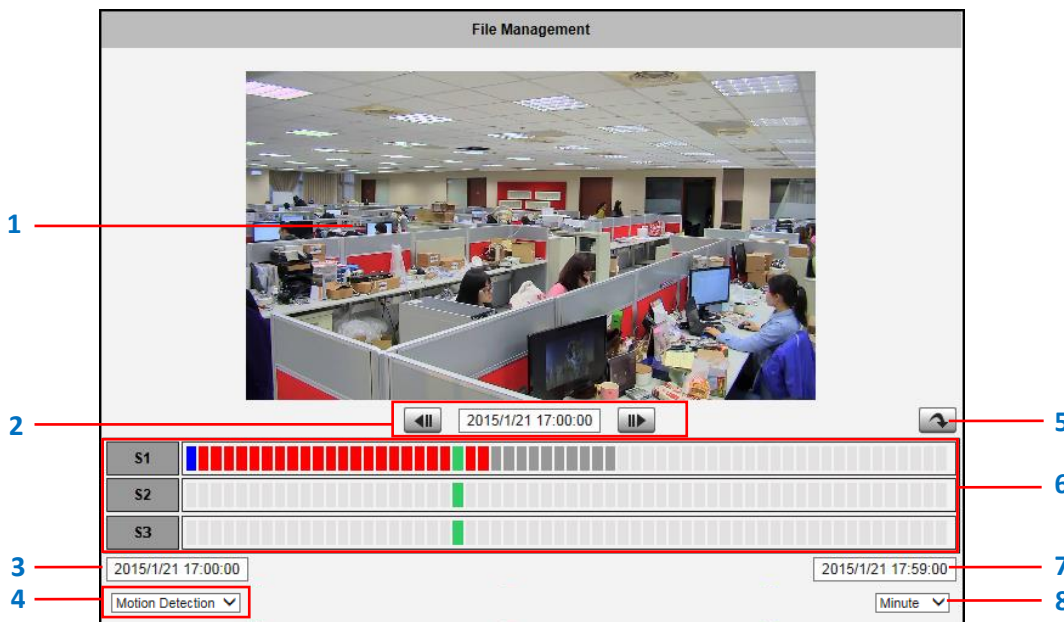 File Management
1
2
2015/1/21 17:00:00
5
S1
6
S2
S3
3
2015/1/21 17:00:00
2015/1/21 17:59:00
7
4
Motion Detection
Minute
8